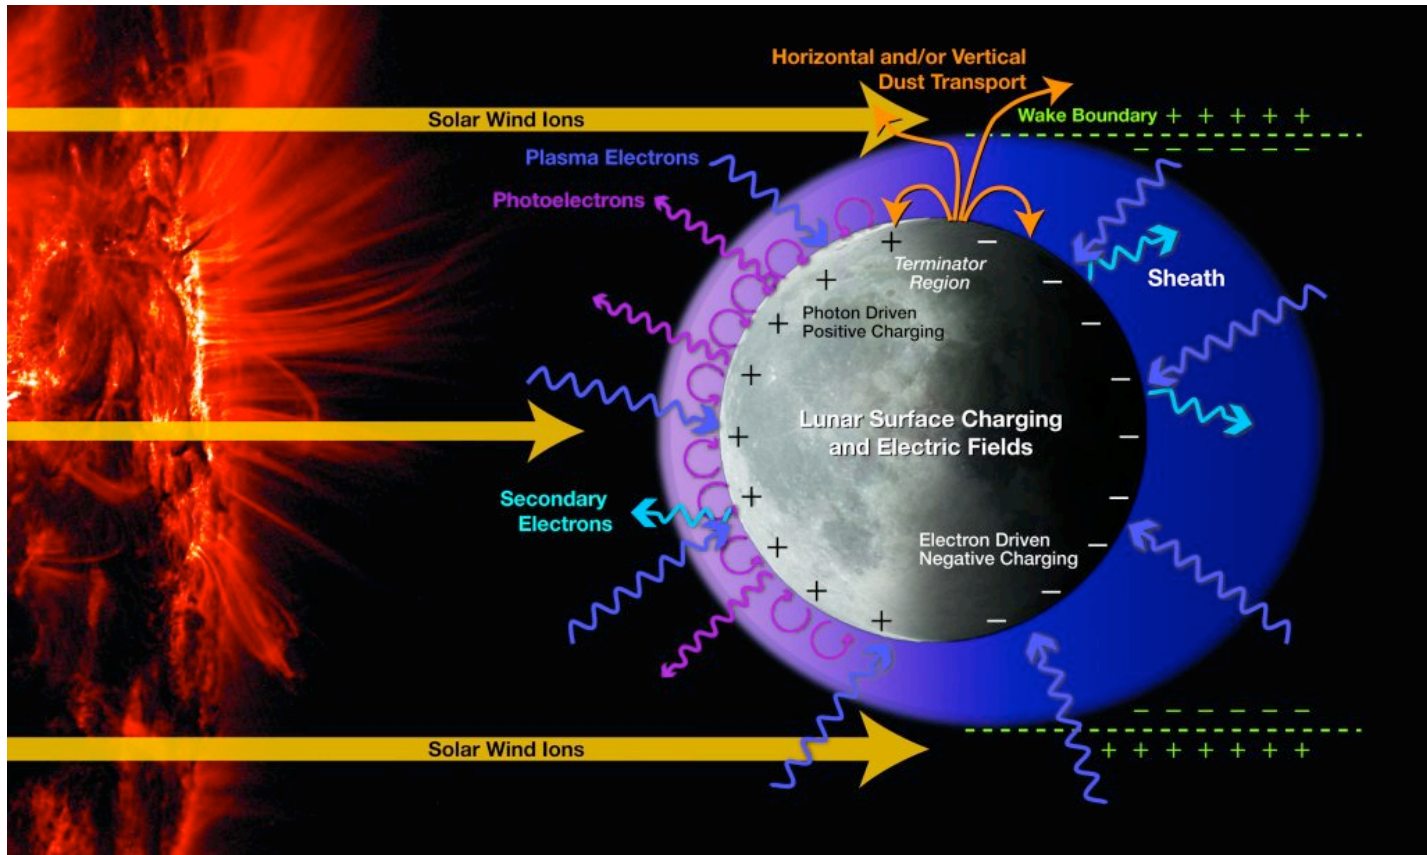 Horizontal and/or Vertical
Dust Transport
Solar Wind Ions
Wake Boundary + + + + +
− − − − − −
Plasma Electrons
Photoelectrons
+ −
Terminator
Region
Sheath
+ −
Photon Driven
Positive Charging
+ −
+ −
Lunar Surface Charging
and Electric Fields
+ −
Secondary
Electrons
+ −
Electron Driven
Negative Charging
+ −
+ −
+ −
− − − − − −
Solar Wind Ions
+ + + + + + +